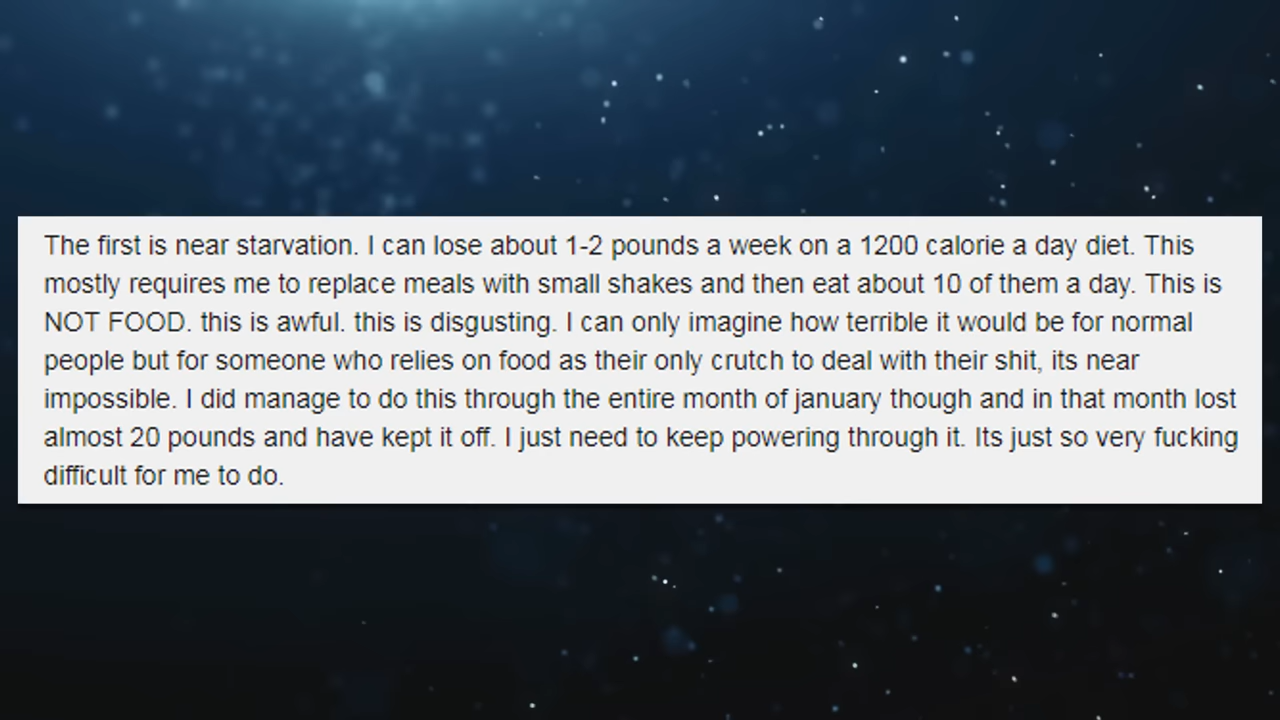 The first is near starvation. I can lose about 1-2 pounds a week on a 1200 calorie a day diet. This
mostly requires me to replace meals with small shakes and then eat about 10 of them a day. This is
NOT FOOD. this is awful. this is disgusting. I can only imagine how terrible it would be for normal
people but for someone who relies on food as their only crutch to deal with their shit, its near
impossible. I did manage to do this through the entire month of january though and in that month lost
almost 20 pounds and have kept it off. I just need to keep powering through it. Its just so very fucking
difficult for me to do.